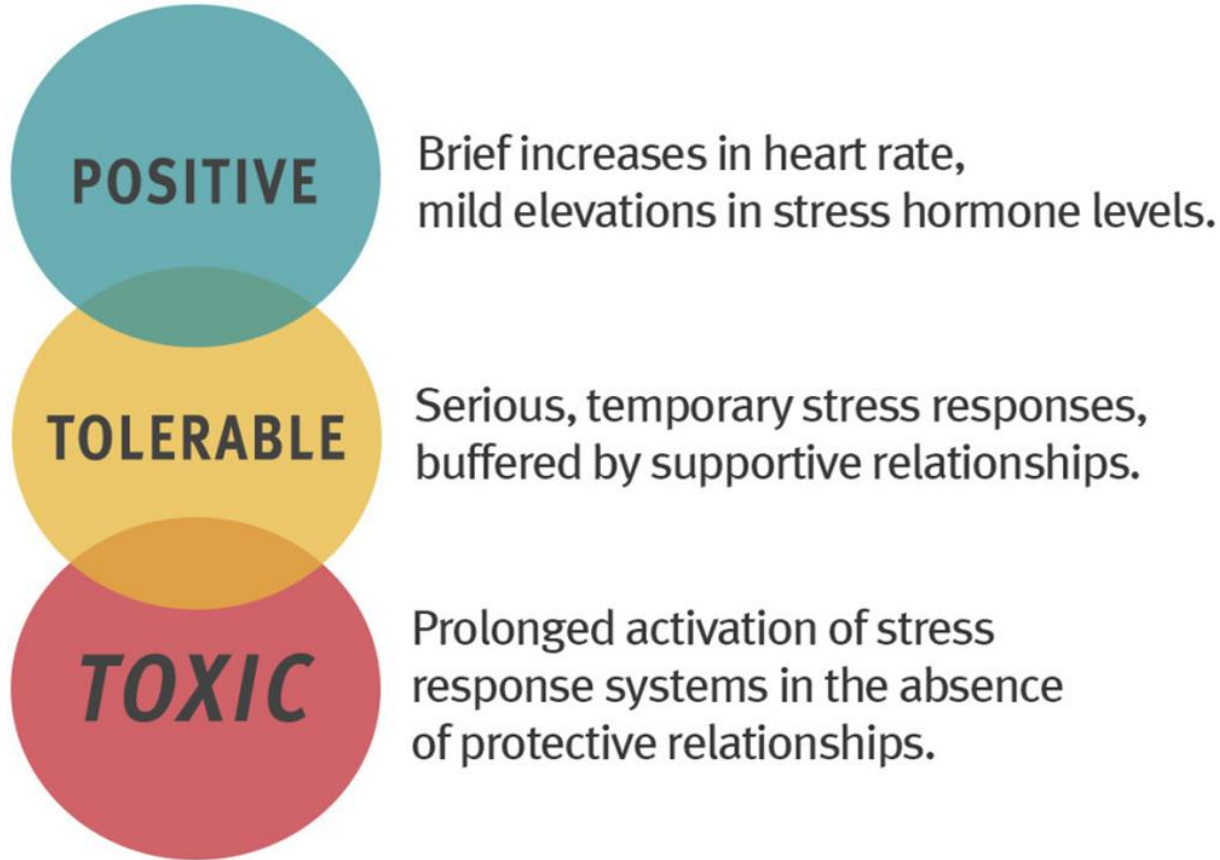 POSITIVE
Brief increases in heart rate,
mild elevations in stress hormone levels.
TOLERABLE
Serious, temporary stress responses,
buffered by supportive relationships.
TOXIC
Prolonged activation of stress
response systems in the absence
of protective relationships.